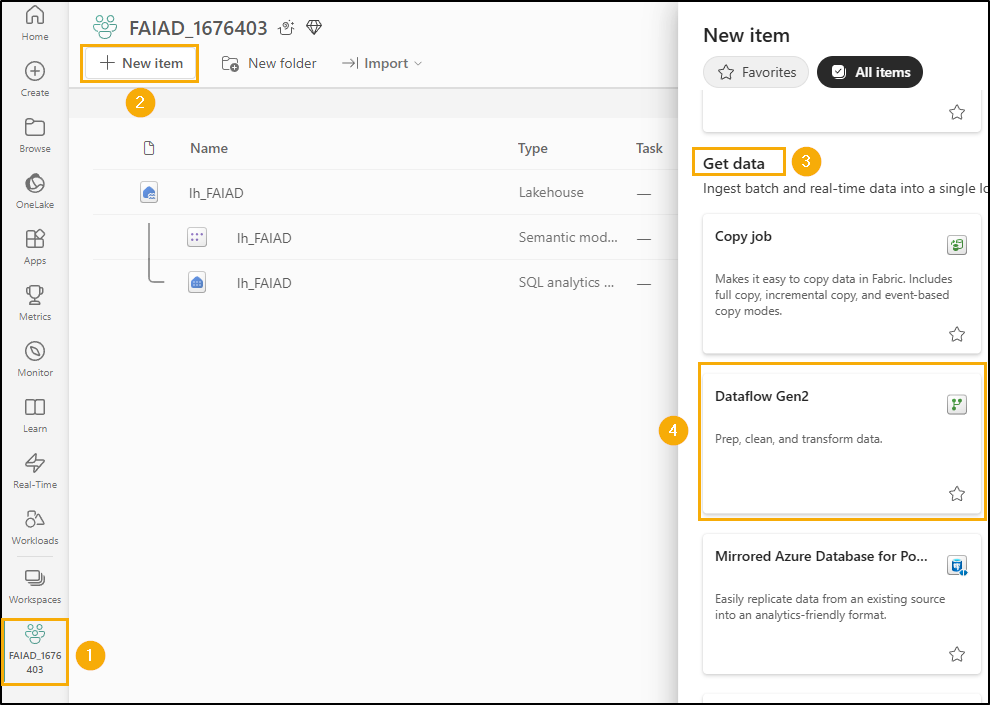 Home
Create
Browse
OneLake
Apps
Metrics
Monitor
Learn
Real-Time
Workloads
Workspaces
FAIAD_1676
403
1
FAIAD_1676403
New item
New folder
Import
2
Name Type Task
lh_FAIAD Lakehouse —
lh_FAIAD Semantic mod... —
lh_FAIAD SQL analytics ... —
New item
Favorites
All items
Get data
3
Ingest batch and real-time data into a single lo
Copy job
Makes it easy to copy data in Fabric. Includes
full copy, incremental copy, and event-based
copy modes.
4
Dataflow Gen2
Prep, clean, and transform data.
Mirrored Azure Database for Po...
Easily replicate data from an existing source
into an analytics-friendly format.